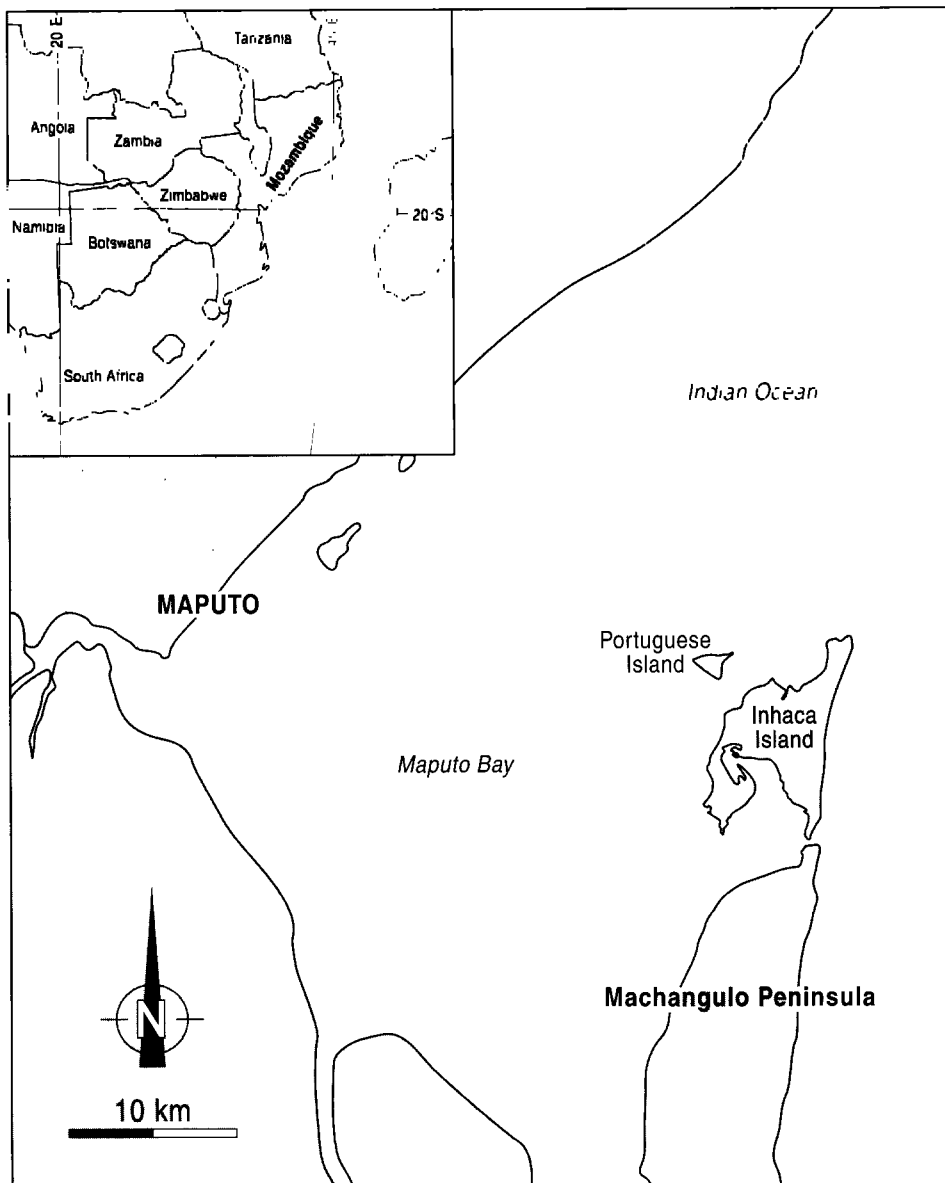 20 E
Tanzania
Angola
Zambia
Mozambique
Zimbabwe
Namibia
Botswana
20 S
South Africa
Indian Ocean
MAPUTO
Portuguese
Island
Inhaca
Island
Maputo Bay
Machangulo Peninsula
N
10 km